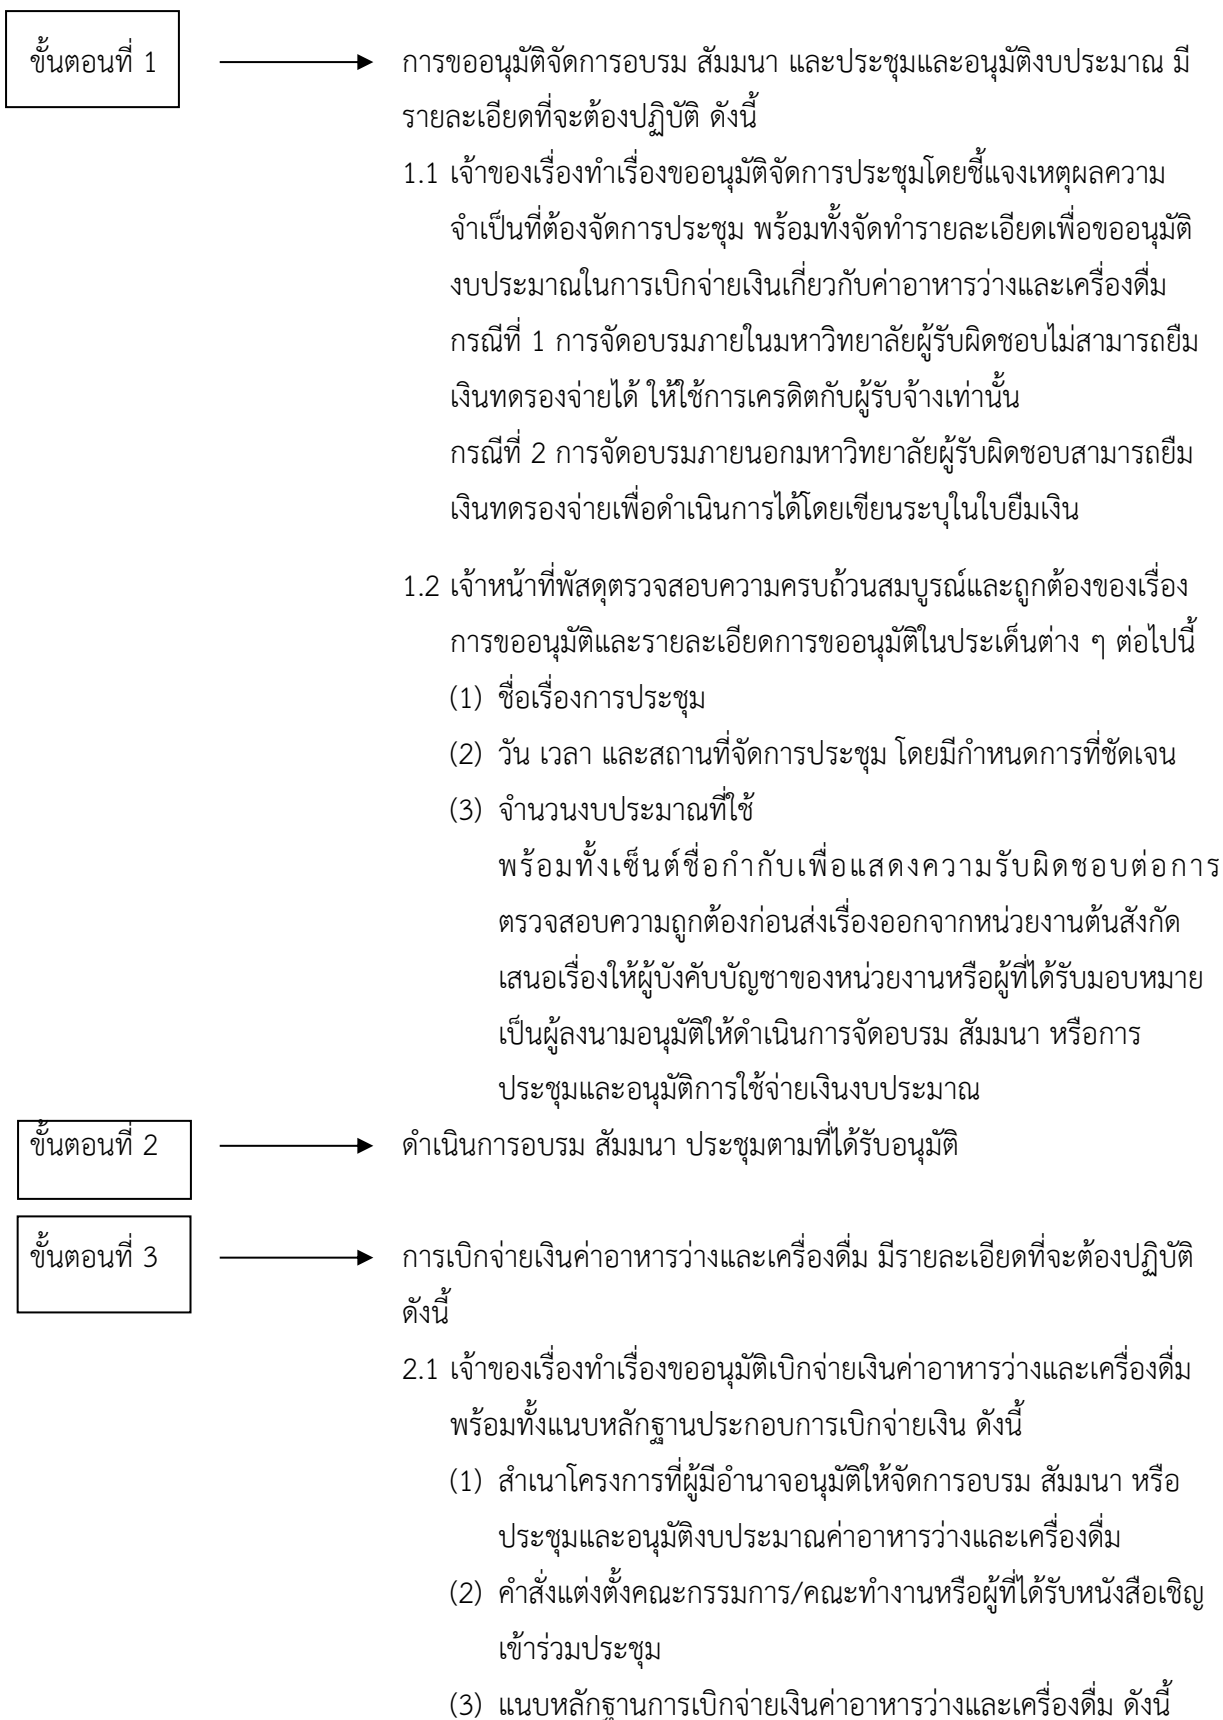 ขั้นตอนที่ 1
การขออนุมัติจัดการอบรม สัมมนา และประชุมและอนุมัติงบประมาณ มี
รายละเอียดที่จะต้องปฏิบัติ ดังนี้
1.1 เจ้าของเรื่องทำเรื่องขออนุมัติจัดการประชุมโดยชี้แจงเหตุผลความ
จำเป็นที่ต้องจัดการประชุม พร้อมทั้งจัดทำรายละเอียดเพื่อขออนุมัติ
งบประมาณในการเบิกจ่ายเงินเกี่ยวกับค่าอาหารว่างและเครื่องดื่ม
กรณีที่ 1 การจัดอบรมภายในมหาวิทยาลัยผู้รับผิดชอบไม่สามารถยืม
เงินทดรองจ่ายได้ ให้ใช้การเครดิตกับผู้รับจ้างเท่านั้น
กรณีที่ 2 การจัดอบรมภายนอกมหาวิทยาลัยผู้รับผิดชอบสามารถยืม
เงินทดรองจ่ายเพื่อดำเนินการได้โดยเขียนระบุในใบยืมเงิน
1.2 เจ้าหน้าที่พัสดุตรวจสอบความครบถ้วนสมบูรณ์และถูกต้องของเรื่อง
การขออนุมัติและรายละเอียดการขออนุมัติในประเด็นต่าง ๆ ต่อไปนี้
(1) ชื่อเรื่องการประชุม
(2) วัน เวลา และสถานที่จัดการประชุม โดยมีกำหนดการที่ชัดเจน
(3) จำนวนงบประมาณที่ใช้
พร้อมทั้งเซ็นต์ชื่อกำกับเพื่อแสดงความรับผิดชอบต่อการ
ตรวจสอบความถูกต้องก่อนส่งเรื่องออกจากหน่วยงานต้นสังกัด
เสนอเรื่องให้ผู้บังคับบัญชาของหน่วยงานหรือผู้ที่ได้รับมอบหมาย
เป็นผู้ลงนามอนุมัติให้ดำเนินการจัดอบรม สัมมนา หรือการ
ประชุมและอนุมัติการใช้จ่ายเงินงบประมาณ
ขั้นตอนที่ 2
ดำเนินการอบรม สัมมนา ประชุมตามที่ได้รับอนุมัติ
ขั้นตอนที่ 3
การเบิกจ่ายเงินค่าอาหารว่างและเครื่องดื่ม มีรายละเอียดที่จะต้องปฏิบัติ
ดังนี้
2.1 เจ้าของเรื่องทำเรื่องขออนุมัติเบิกจ่ายเงินค่าอาหารว่างและเครื่องดื่ม
พร้อมทั้งแนบหลักฐานประกอบการเบิกจ่ายเงิน ดังนี้
(1) สำเนาโครงการที่ผู้มีอำนาจอนุมัติให้จัดการอบรม สัมมนา หรือ
ประชุมและอนุมัติงบประมาณค่าอาหารว่างและเครื่องดื่ม
(2) คำสั่งแต่งตั้งคณะกรรมการ/คณะทำงานหรือผู้ที่ได้รับหนังสือเชิญ
เข้าร่วมประชุม
(3) แนบหลักฐานการเบิกจ่ายเงินค่าอาหารว่างและเครื่องดื่ม ดังนี้